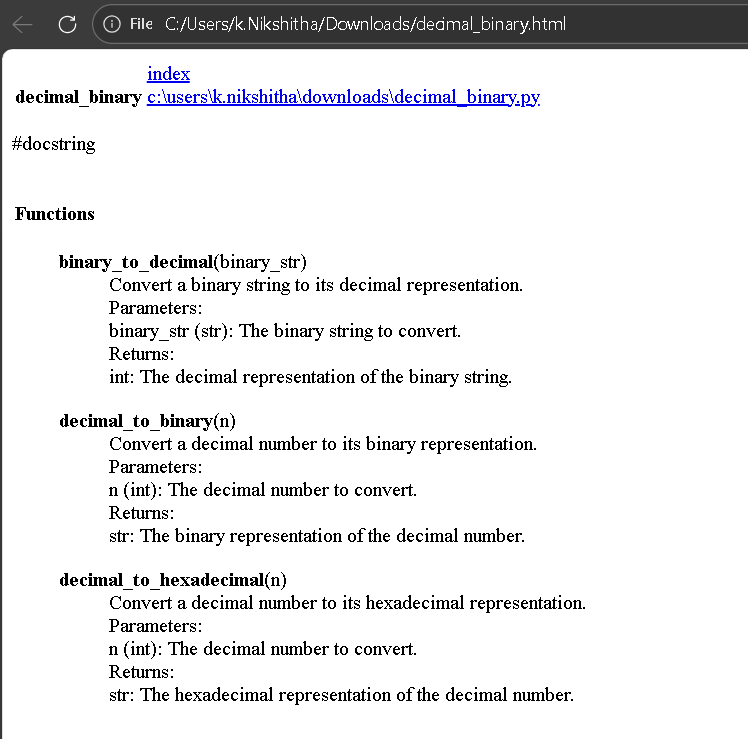 File C:/Users/k.Nikshitha/Downloads/decimal_binary.html
index
decimal_binary c:\users\k.nikshitha\downloads\decimal_binary.py
#docstring
Functions
binary_to_decimal(binary_str)
Convert a binary string to its decimal representation.
Parameters:
binary_str (str): The binary string to convert.
Returns:
int: The decimal representation of the binary string.
decimal_to_binary(n)
Convert a decimal number to its binary representation.
Parameters:
n (int): The decimal number to convert.
Returns:
str: The binary representation of the decimal number.
decimal_to_hexadecimal(n)
Convert a decimal number to its hexadecimal representation.
Parameters:
n (int): The decimal number to convert.
Returns:
str: The hexadecimal representation of the decimal number.